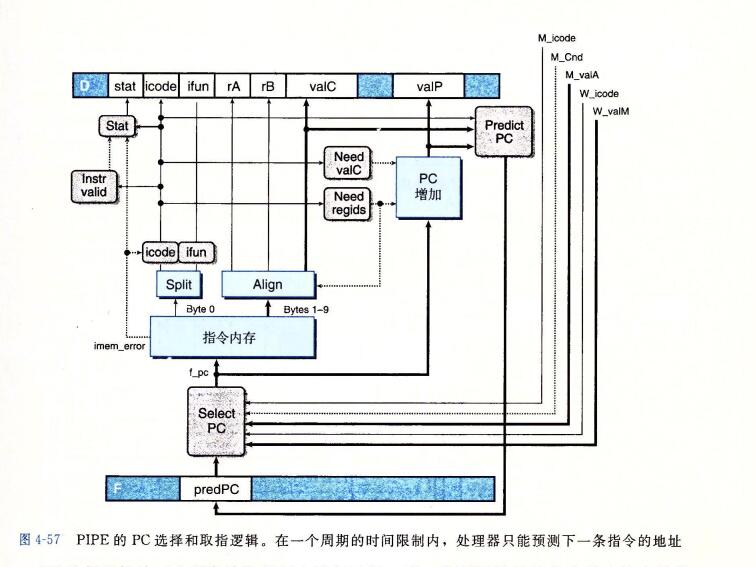 M_icode
M_Cnd
M_valA
W_icode
W_valM
D stat icode ifun rA rB valC valP
Stat
Predict PC
Need valC
Instr valid
PC 增加
Need regids
icode ifun
Split
Align
Byte 0
Bytes 1–9
指令内存
imem_error
f_pc
Select PC
F predPC
图 4-57 PIPE 的 PC 选择和取指逻辑。在一个周期的时间限制内，处理器只能预测下一条指令的地址